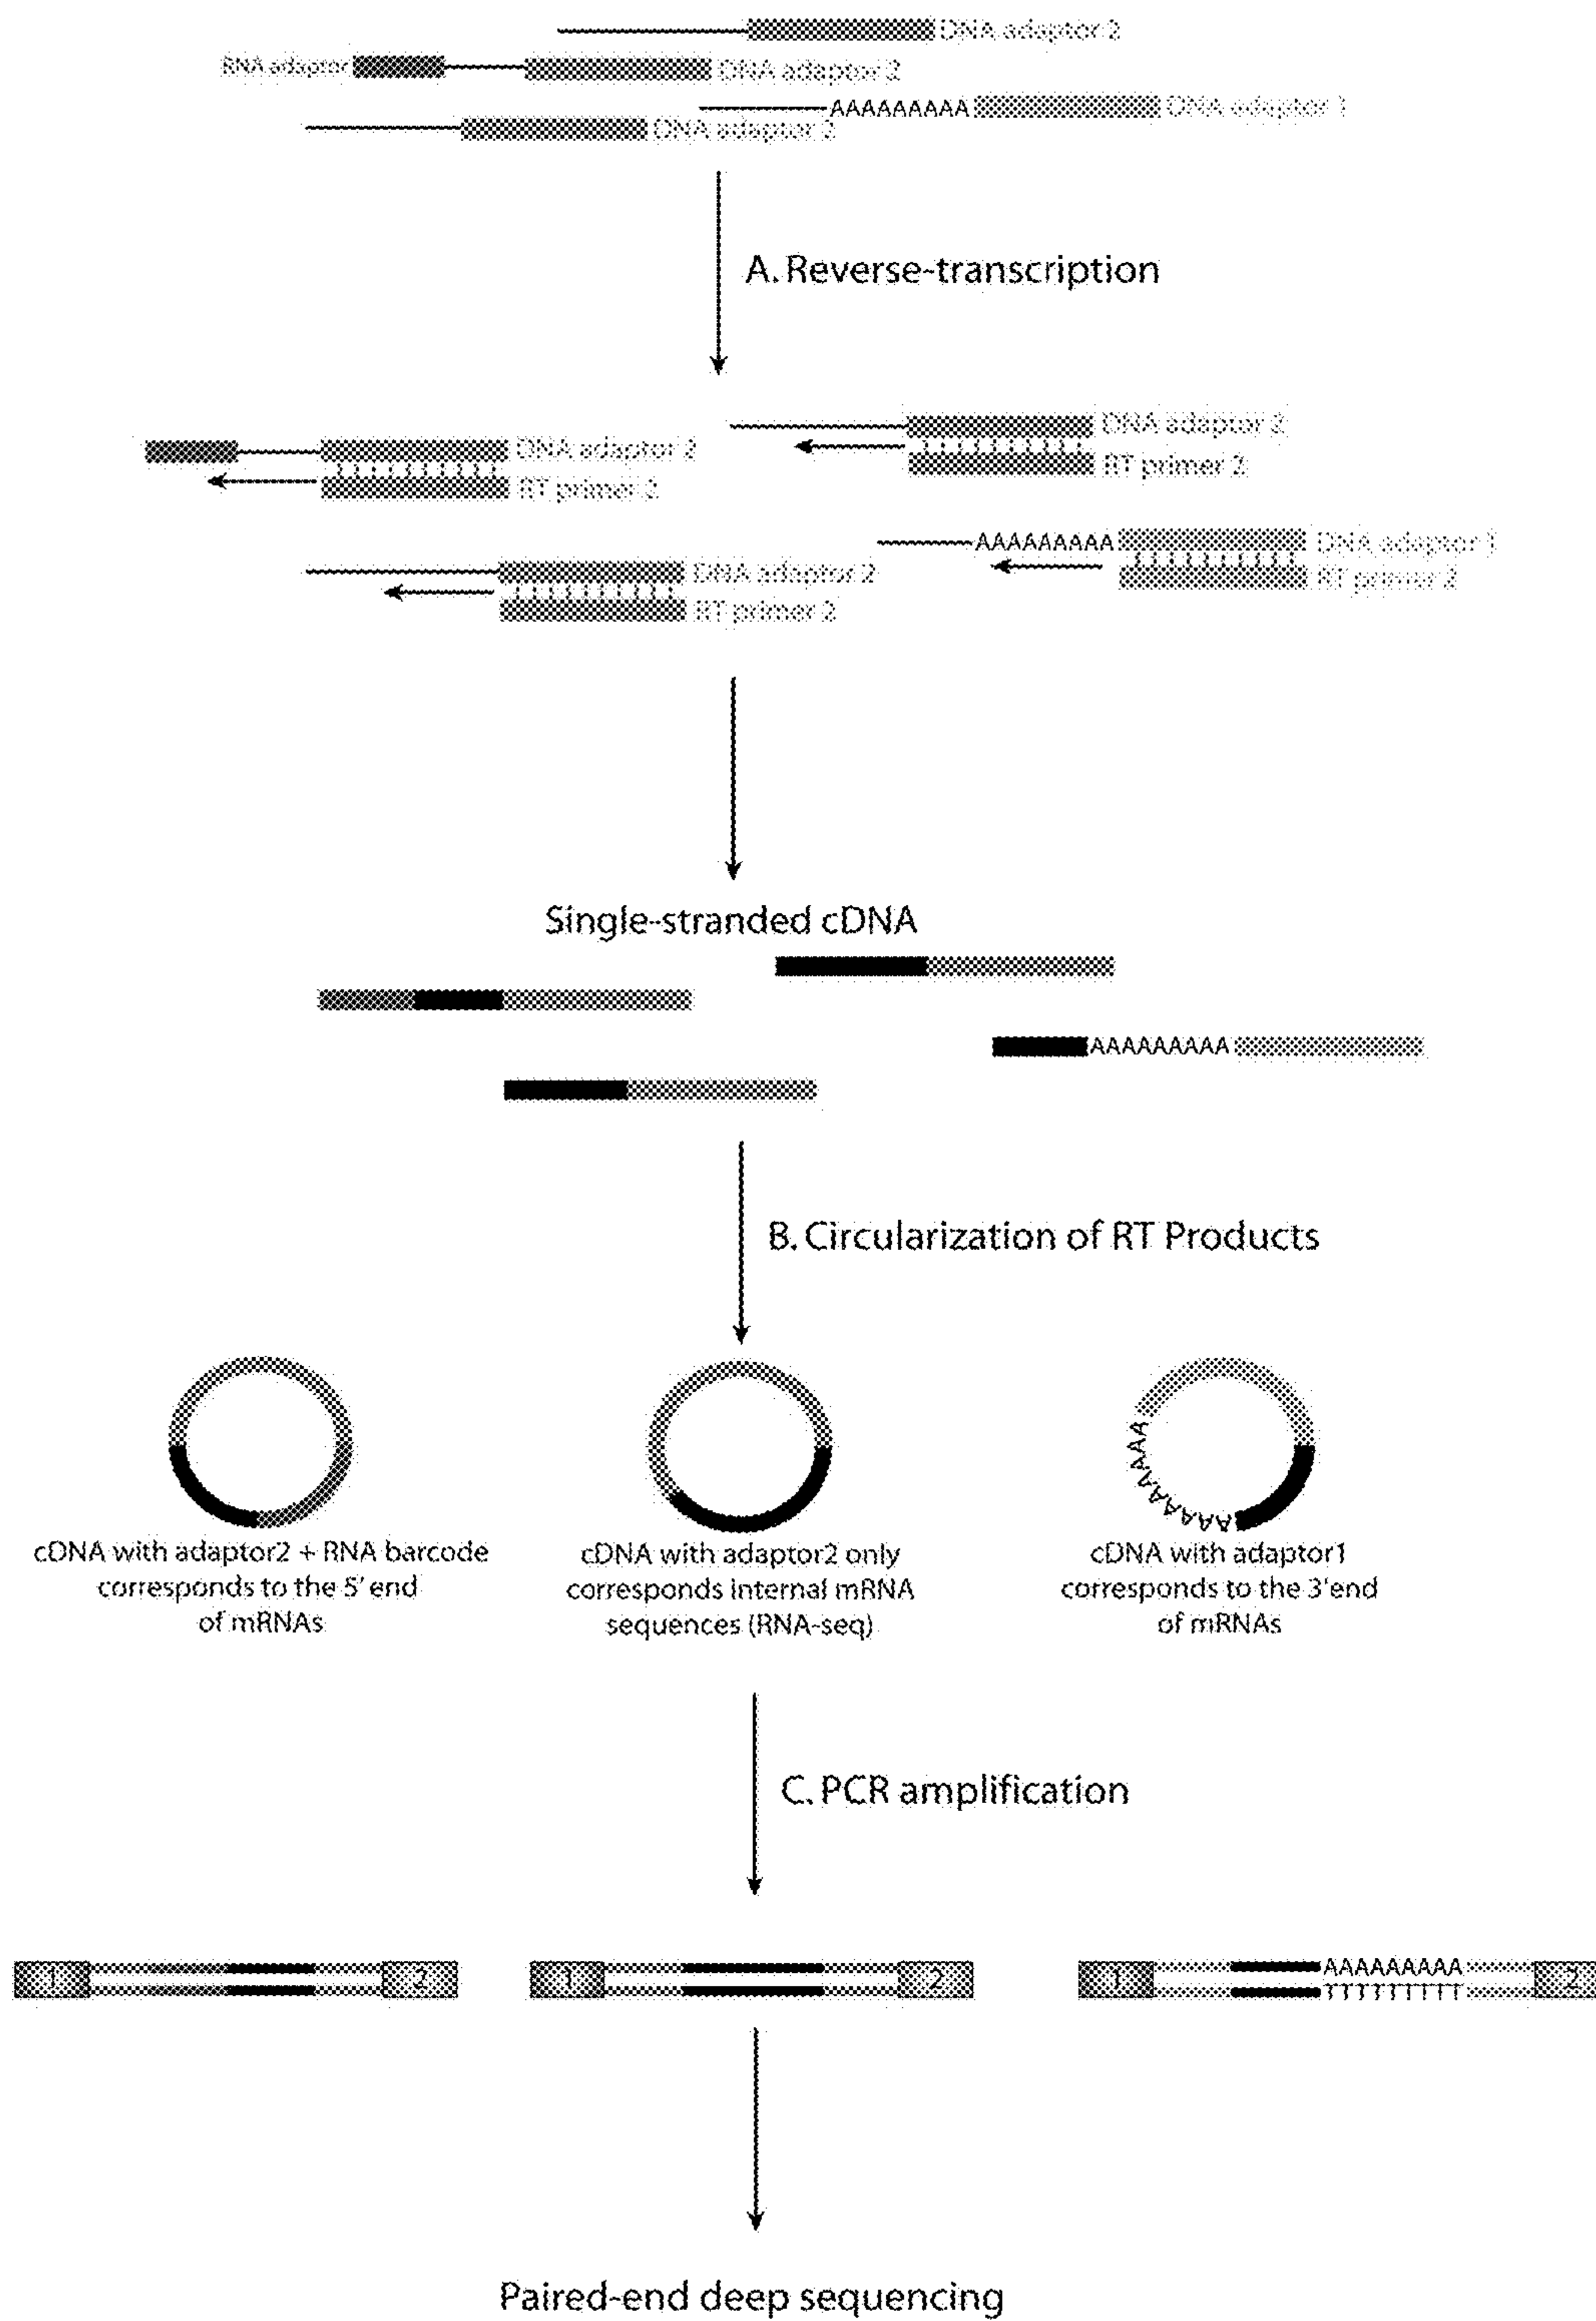 DNA adaptor 2
RNA adaptor
DNA adaptor 2
AAAAAAAAA
DNA adaptor 1
DNA adaptor 2
A. Reverse-transcription
DNA adaptor 2
RT primer 2
DNA adaptor 2
RT primer 2
AAAAAAAAA
DNA adaptor 1
RT primer 2
DNA adaptor 2
RT primer 2
Single-stranded cDNA
AAAAAAAAA
B. Circularization of RT Products
AAAAAAAAA
cDNA with adaptor2 + RNA barcode
corresponds to the 5' end
of mRNAs
cDNA with adaptor2 only
corresponds internal mRNA
sequences (RNA-seq)
cDNA with adaptor1
corresponds to the 3'end
of mRNAs
C. PCR amplification
1
2
1
2
1
AAAAAAAAA
TTTTTTTTT
2
Paired-end deep sequencing